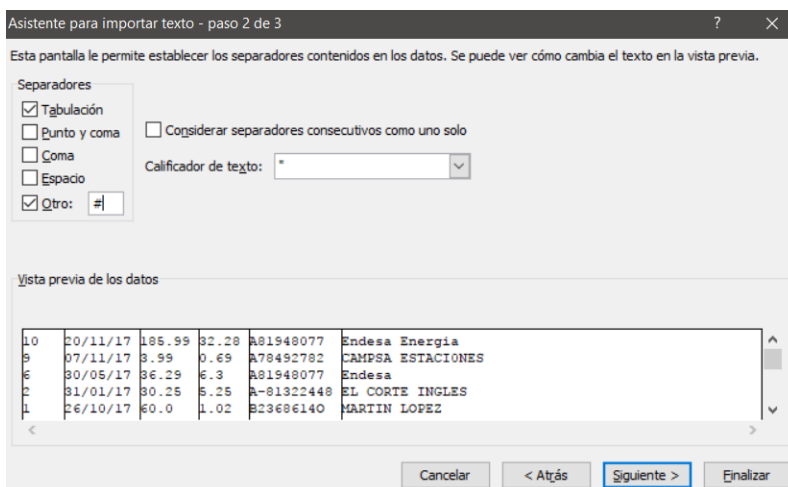 Asistente para importar texto - paso 2 de 3 ? ×
Esta pantalla le permite establecer los separadores contenidos en los datos. Se puede ver cómo cambia el texto en la vista previa.
Separadores
Tabulación
Punto y coma
Coma
Espacio
Otro: #
Considerar separadores consecutivos como uno solo
Calificador de texto: "
Vista previa de los datos
10 20/11/17 185.99 32.28 A81948077 Endesa Energia
9 07/11/17 3.99 0.69 A78492782 CAMPSA ESTACIONES
6 30/05/17 36.29 6.3 A81948077 Endesa
2 31/01/17 30.25 5.25 A-81322448 EL CORTE INGLES
1 26/10/17 60.0 1.02 B2368614O MARTIN LOPEZ
Cancelar < Atrás Siguiente > Finalizar